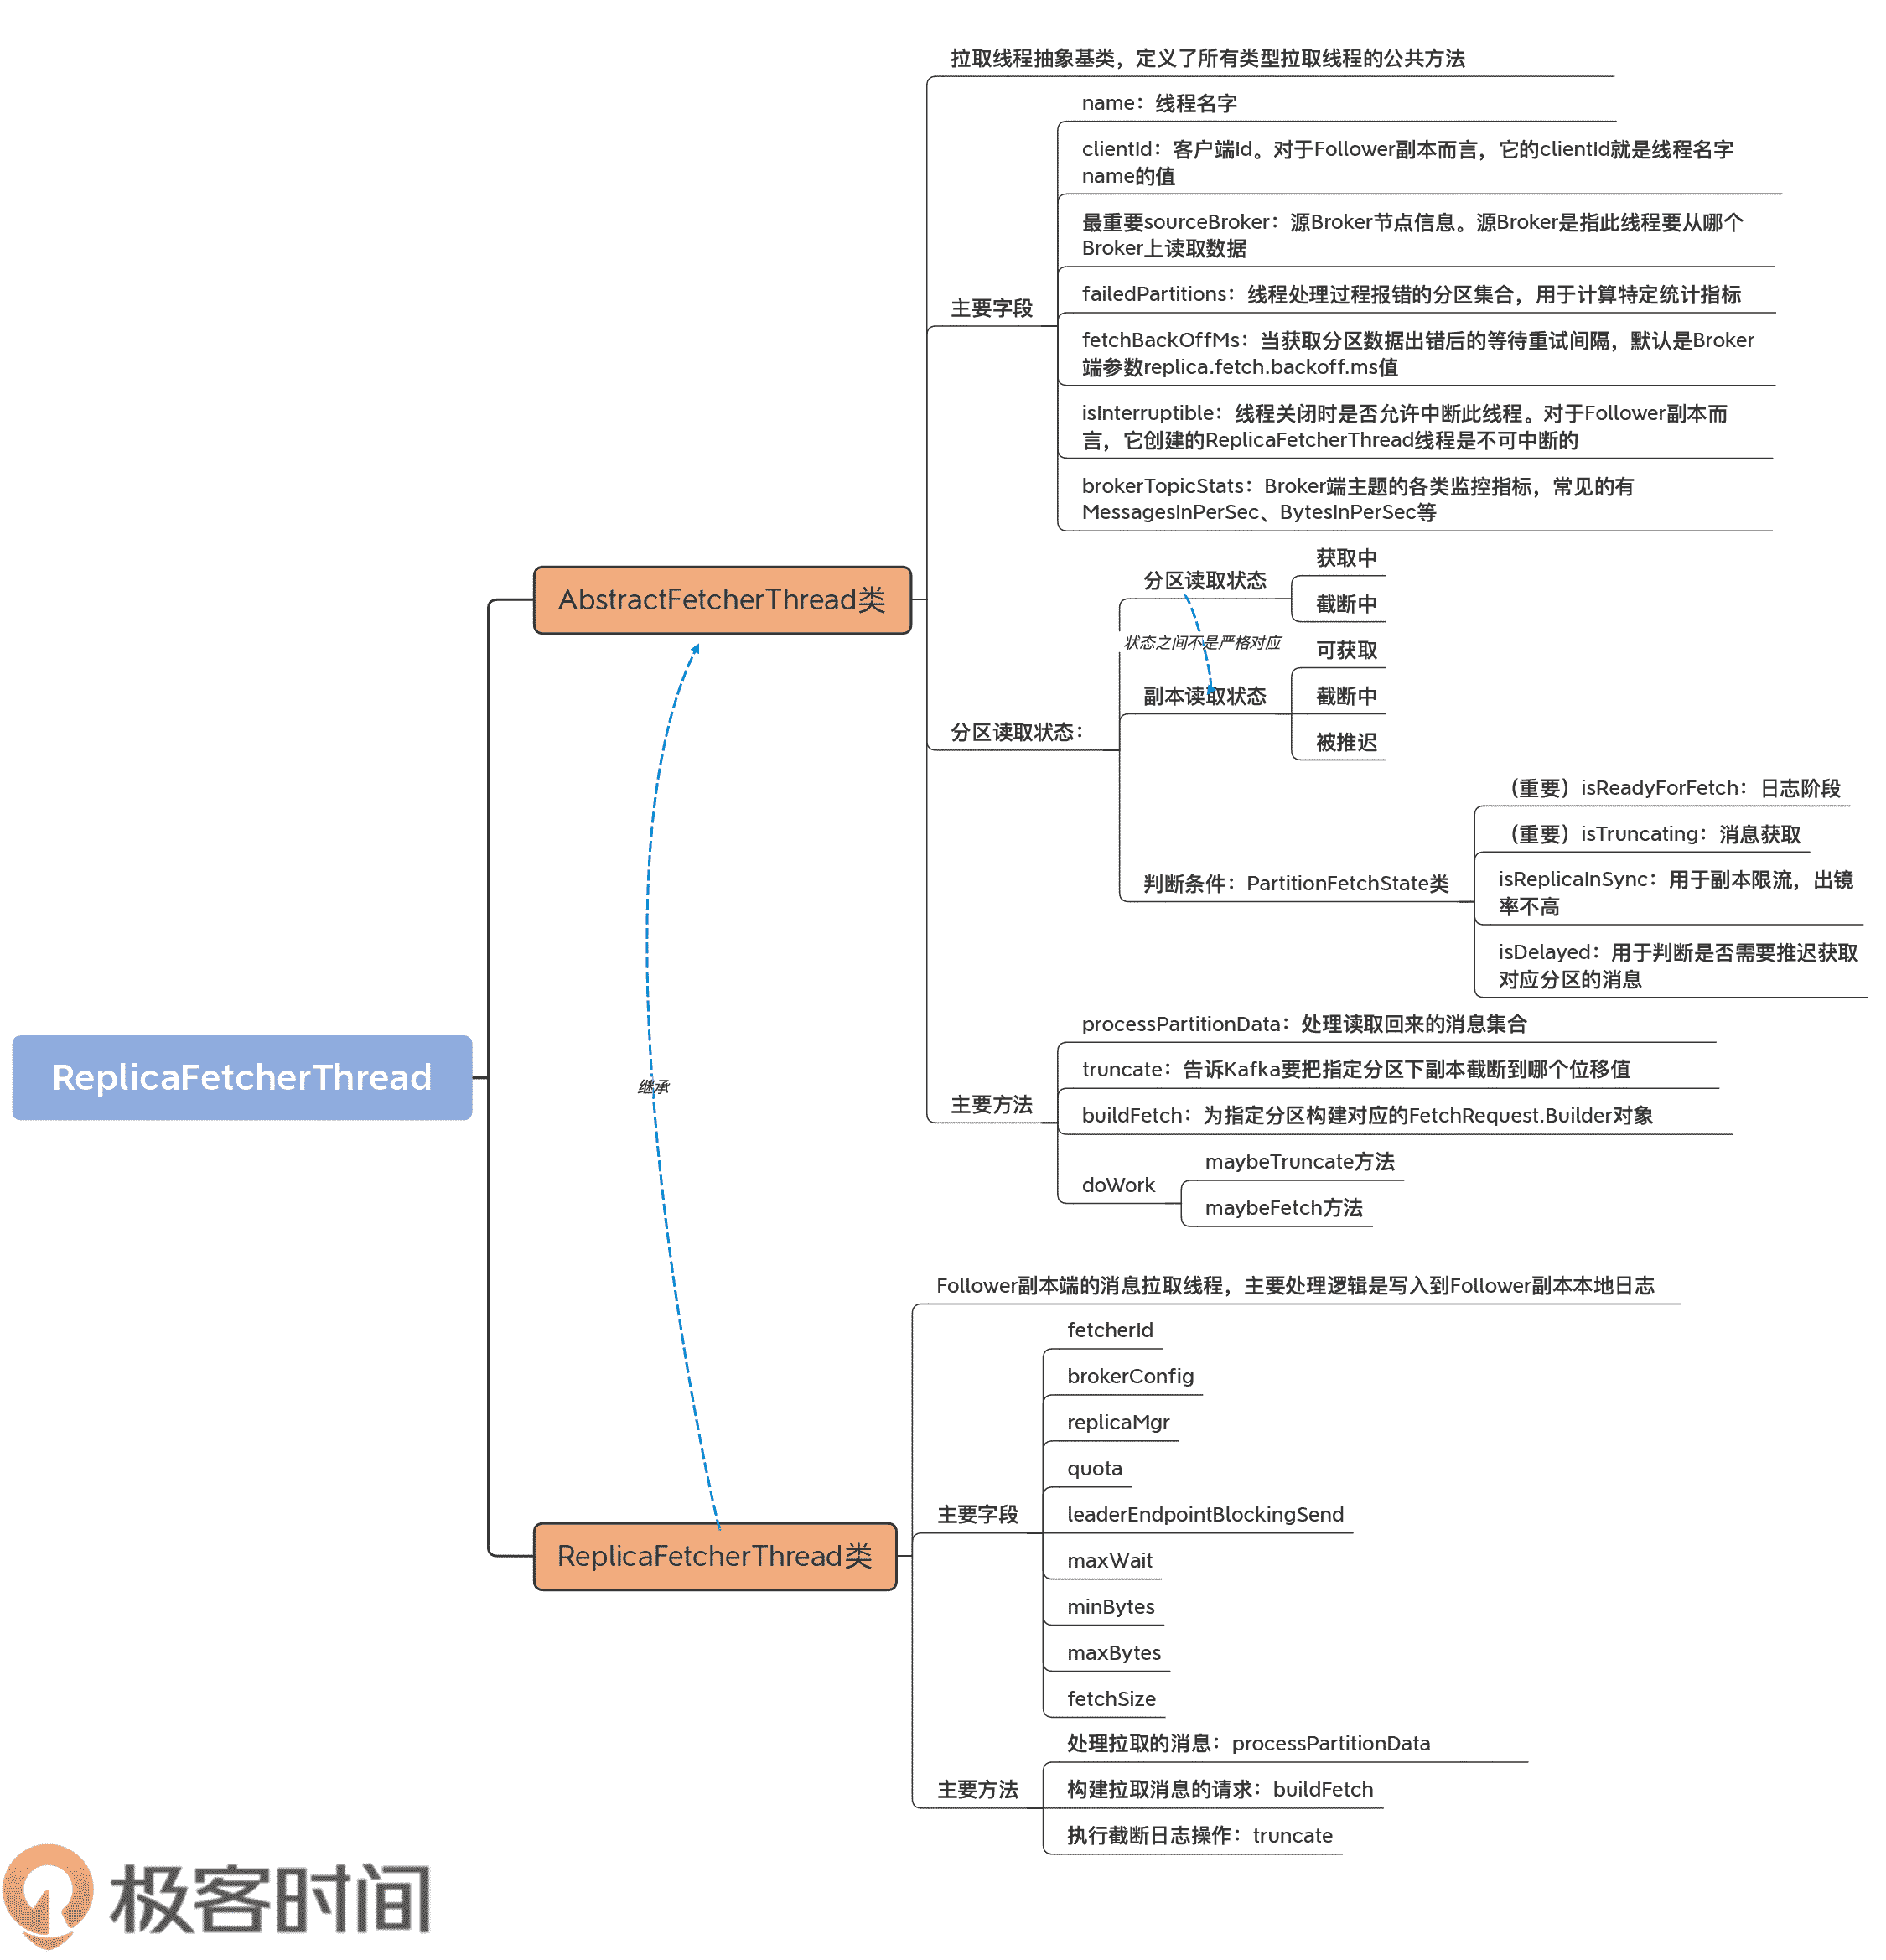 拉取线程抽象基类，定义了所有类型拉取线程的公共方法
name：线程名字
clientId：客户端Id。对于Follower副本而言，它的clientId就是线程名字
name的值
最重要sourceBroker：源Broker节点信息。源Broker是指此线程要从哪个
Broker上读取数据
主要字段
failedPartitions：线程处理过程报错的分区集合，用于计算特定统计指标
fetchBackOffMs：当获取分区数据出错后的等待重试间隔，默认是Broker
端参数replica.fetch.backoff.ms值
isInterruptible：线程关闭时是否允许中断此线程。对于Follower副本而
言，它创建的ReplicaFetcherThread线程是不可中断的
brokerTopicStats：Broker端主题的各类监控指标，常见的有
MessagesInPerSec、BytesInPerSec等
AbstractFetcherThread类
分区读取状态：
分区读取状态
获取中
截断中
状态之间不是严格对应
副本读取状态
可获取
截断中
被推迟
判断条件：PartitionFetchState类
（重要）isReadyForFetch：日志阶段
（重要）isTruncating：消息获取
isReplicaInSync：用于副本限流，出镜
率不高
isDelayed：用于判断是否需要推迟获取
对应分区的消息
主要方法
processPartitionData：处理读取回来的消息集合
truncate：告诉Kafka要把指定分区下副本截断到哪个位移值
buildFetch：为指定分区构建对应的FetchRequest.Builder对象
doWork
maybeTruncate方法
maybeFetch方法
ReplicaFetcherThread
继承
ReplicaFetcherThread类
Follower副本端的消息拉取线程，主要处理逻辑是写入到Follower副本本地日志
主要字段
fetcherId
brokerConfig
replicaMgr
quota
leaderEndpointBlockingSend
maxWait
minBytes
maxBytes
fetchSize
主要方法
处理拉取的消息：processPartitionData
构建拉取消息的请求：buildFetch
执行截断日志操作：truncate
极客时间